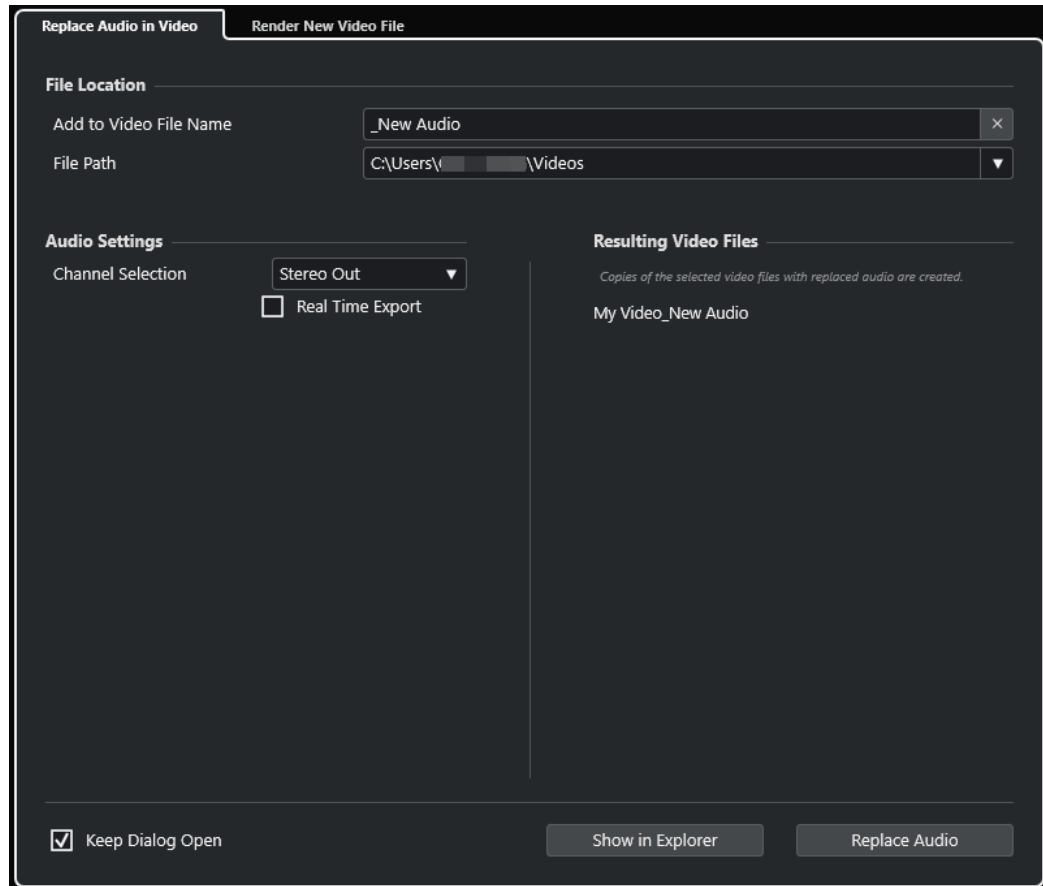 Replace Audio in Video
Render New Video File
File Location
Add to Video File Name
_New Audio
File Path
C:\Users\ \Videos
Audio Settings
Channel Selection
Stereo Out
Real Time Export
Resulting Video Files
Copies of the selected video files with replaced audio are created.
My Video_New Audio
Keep Dialog Open
Show in Explorer
Replace Audio